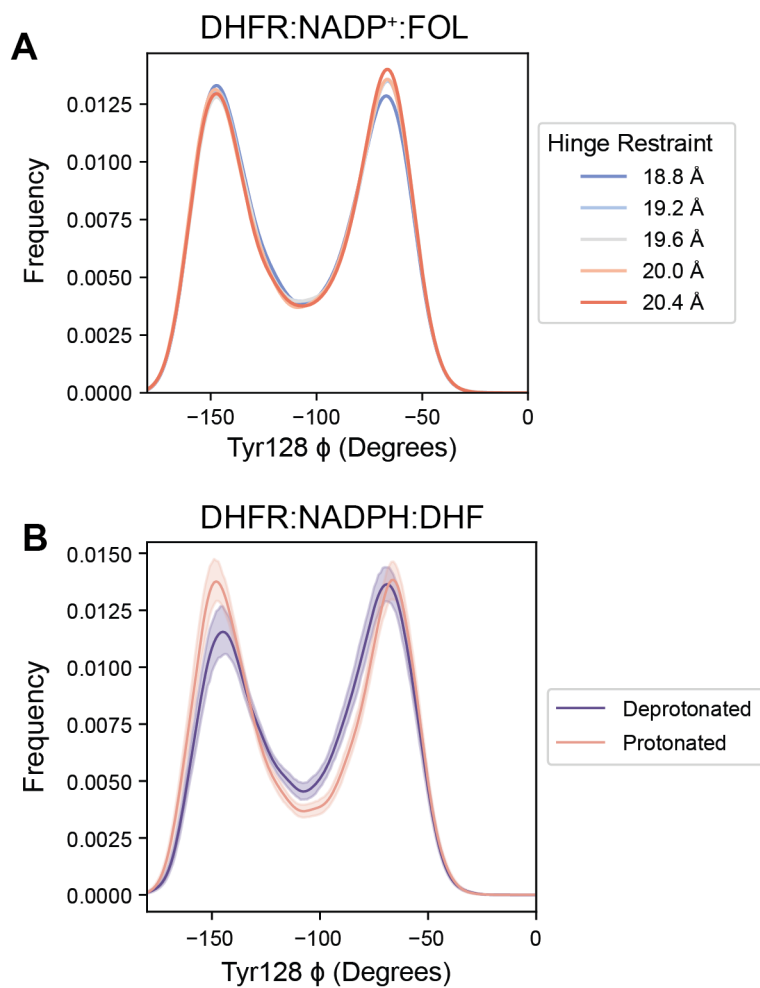 A
DHFR:NADP⁺:FOL
Frequency
0.0125
0.0100
0.0075
0.0050
0.0025
0.0000
−150
−100
−50
0
Tyr128 ϕ (Degrees)
Hinge Restraint
18.8 Å
19.2 Å
19.6 Å
20.0 Å
20.4 Å
B
DHFR:NADPH:DHF
Frequency
0.0150
0.0125
0.0100
0.0075
0.0050
0.0025
0.0000
−150
−100
−50
0
Tyr128 ϕ (Degrees)
Deprotonated
Protonated